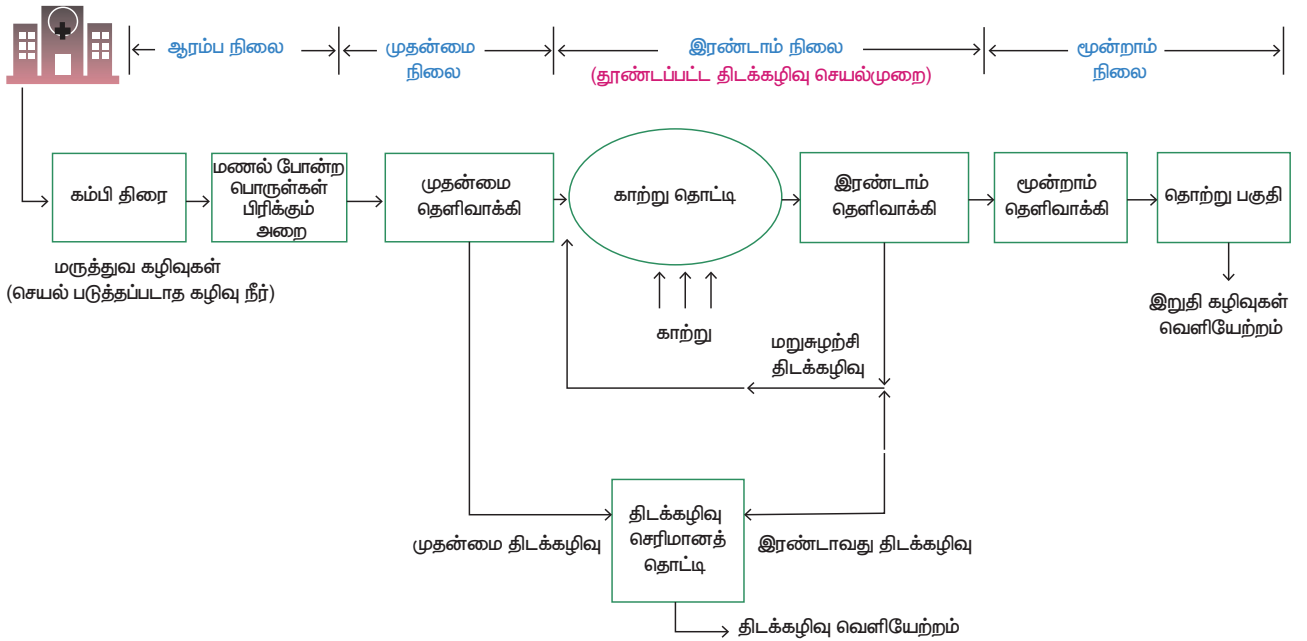 ஆரம்ப நிலை
முதன்மை
நிலை
இரண்டாம் நிலை
(தூண்டப்பட்ட திடக்கழிவு செயல்முறை)
மூன்றாம்
நிலை
கம்பி திரை
மணல் போன்ற
பொருள்கள்
பிரிக்கும்
அறை
முதன்மை
தெளிவாக்கி
காற்று தொட்டி
இரண்டாம்
தெளிவாக்கி
மூன்றாம்
தெளிவாக்கி
தொற்று பகுதி
மருத்துவ கழிவுகள்
(செயல் படுத்தப்படாத கழிவு நீர்)
காற்று
மறுசுழற்சி
திடக்கழிவு
இறுதி கழிவுகள்
வெளியேற்றம்
முதன்மை திடக்கழிவு
திடக்கழிவு
செரிமானத்
தொட்டி
இரண்டாவது திடக்கழிவு
திடக்கழிவு வெளியேற்றம்